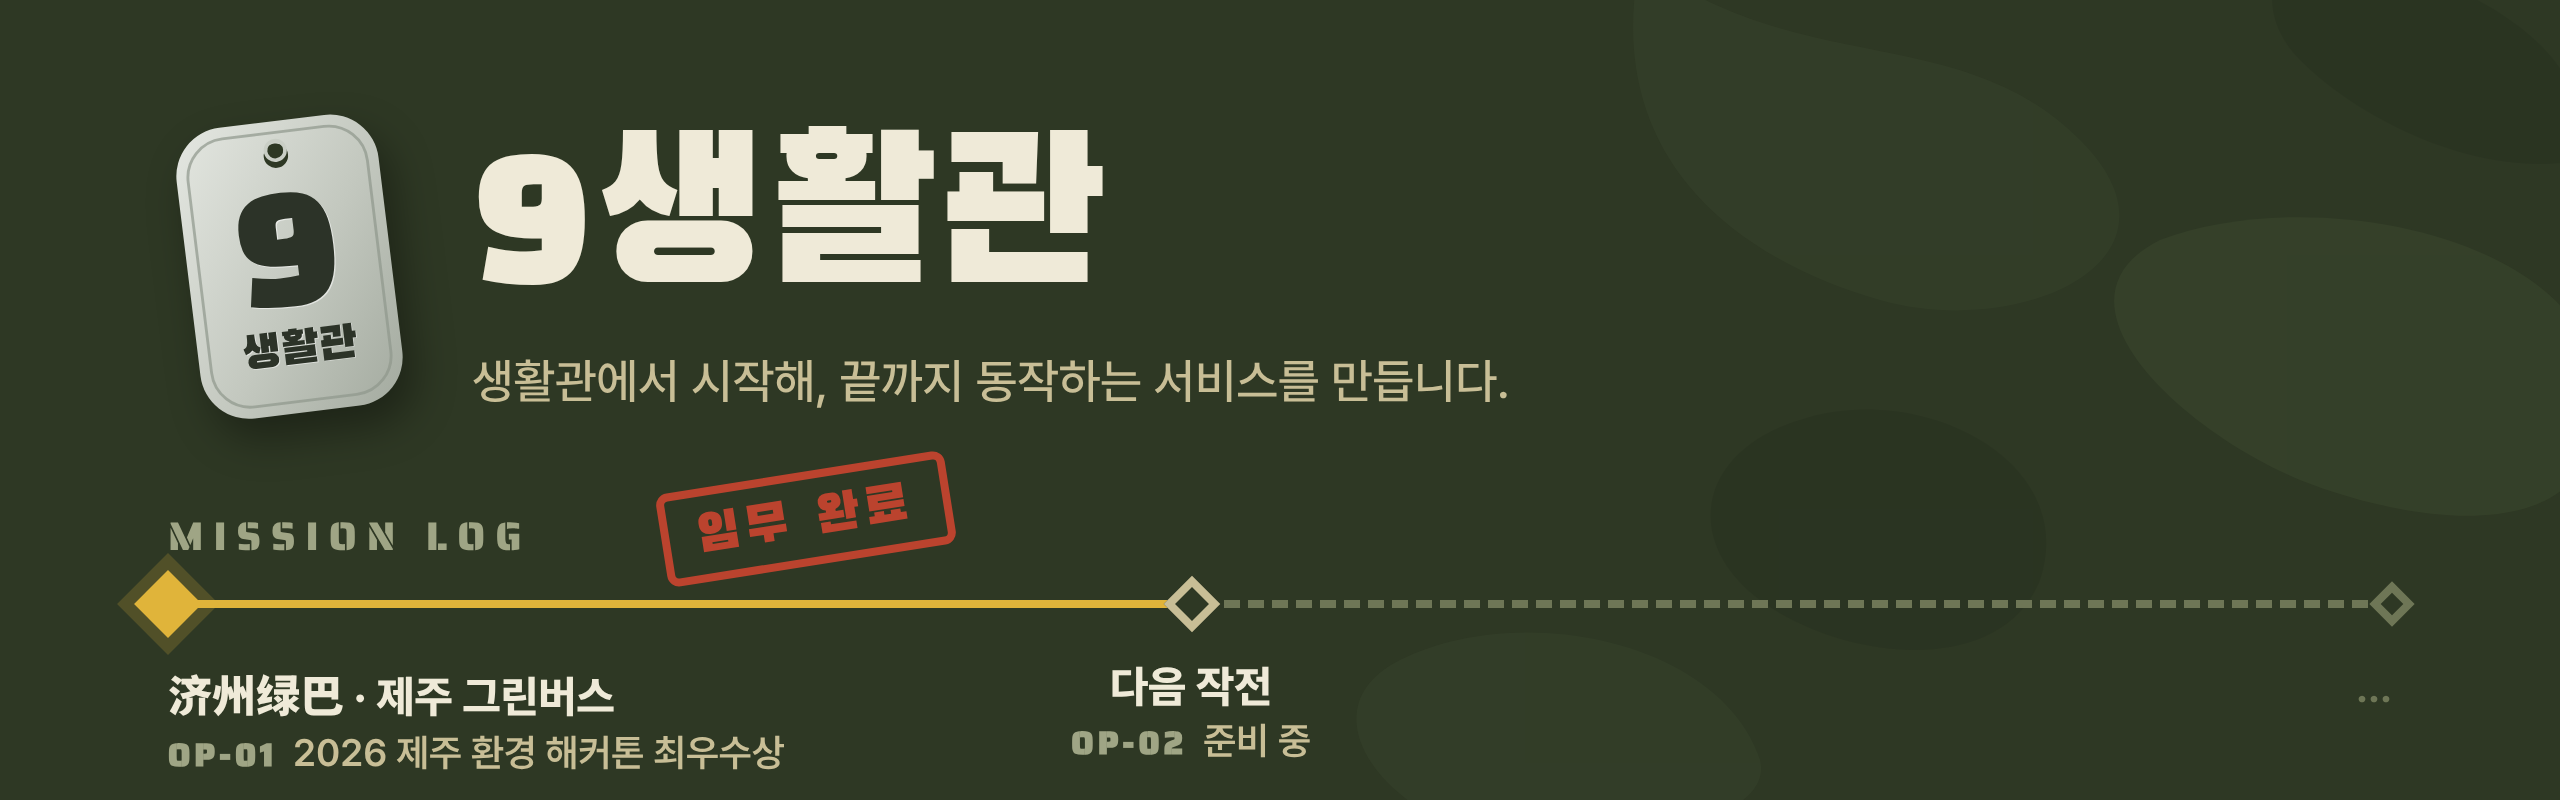 9
생활관
9생활관
생활관에서 시작해, 끝까지 동작하는 서비스를 만듭니다.
임무 완료
MISSION LOG
済州绿巴 · 제주 그린버스
OP-01 2026 제주 환경 해커톤 최우수상
다음 작전
OP-02 준비 중
...